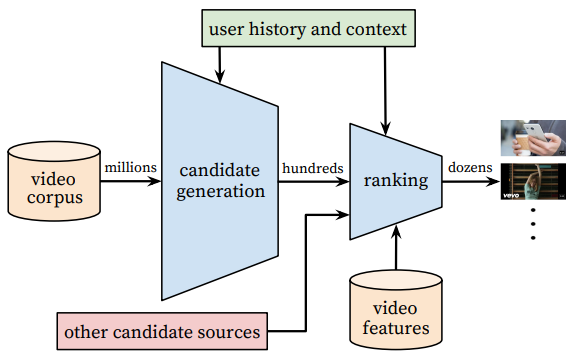 user history and context
video
corpus
millions
candidate
generation
hundreds
ranking
dozens
vevo
other candidate sources
video
features